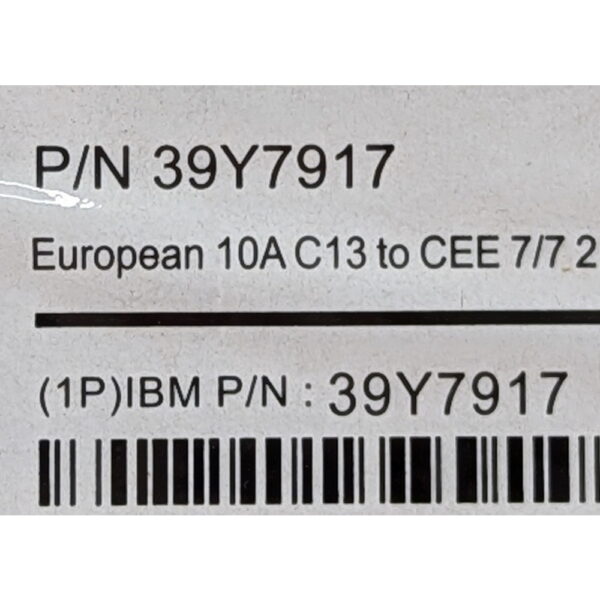 P/N 39Y7917
European 10A C13 to CEE 7/7 2
(1P)IBM P/N : 39Y7917